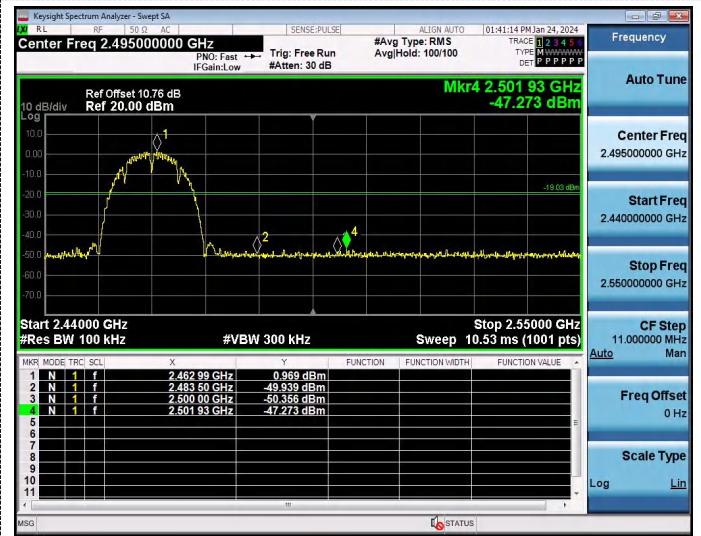 Keysight Spectrum Analyzer - Swept SA
RL RF 50 Ω AC SENSE:PULSE ALIGN AUTO 01:41:14 PM Jan 24, 2024
Center Freq 2.495000000 GHz
PNO: Fast
IFGain:Low
Trig: Free Run
#Atten: 30 dB
#Avg Type: RMS
Avg|Hold: 100/100
TRACE 1 2 3 4 5 6
TYPE M W W W W W
DET P P P P P P
Ref Offset 10.76 dB
10 dB/div Ref 20.00 dBm
Log
Mkr4 2.501 93 GHz
-47.273 dBm
10.0
0.00
-10.0
-20.0
-30.0
-40.0
-50.0
-60.0
-70.0
1
2
4
-19.03 dBm
Start 2.44000 GHz Stop 2.55000 GHz
#Res BW 100 kHz #VBW 300 kHz Sweep 10.53 ms (1001 pts)
MKR MODE TRC SCL X Y FUNCTION FUNCTION WIDTH FUNCTION VALUE
1 N 1 f 2.462 99 GHz 0.969 dBm
2 N 1 f 2.483 50 GHz -49.939 dBm
3 N 1 f 2.500 00 GHz -50.356 dBm
4 N 1 f 2.501 93 GHz -47.273 dBm
5
6
7
8
9
10
11
MSG STATUS
Frequency
Auto Tune
Center Freq
2.495000000 GHz
Start Freq
2.440000000 GHz
Stop Freq
2.550000000 GHz
CF Step
11.000000 MHz
Auto Man
Freq Offset
0 Hz
Scale Type
Log Lin